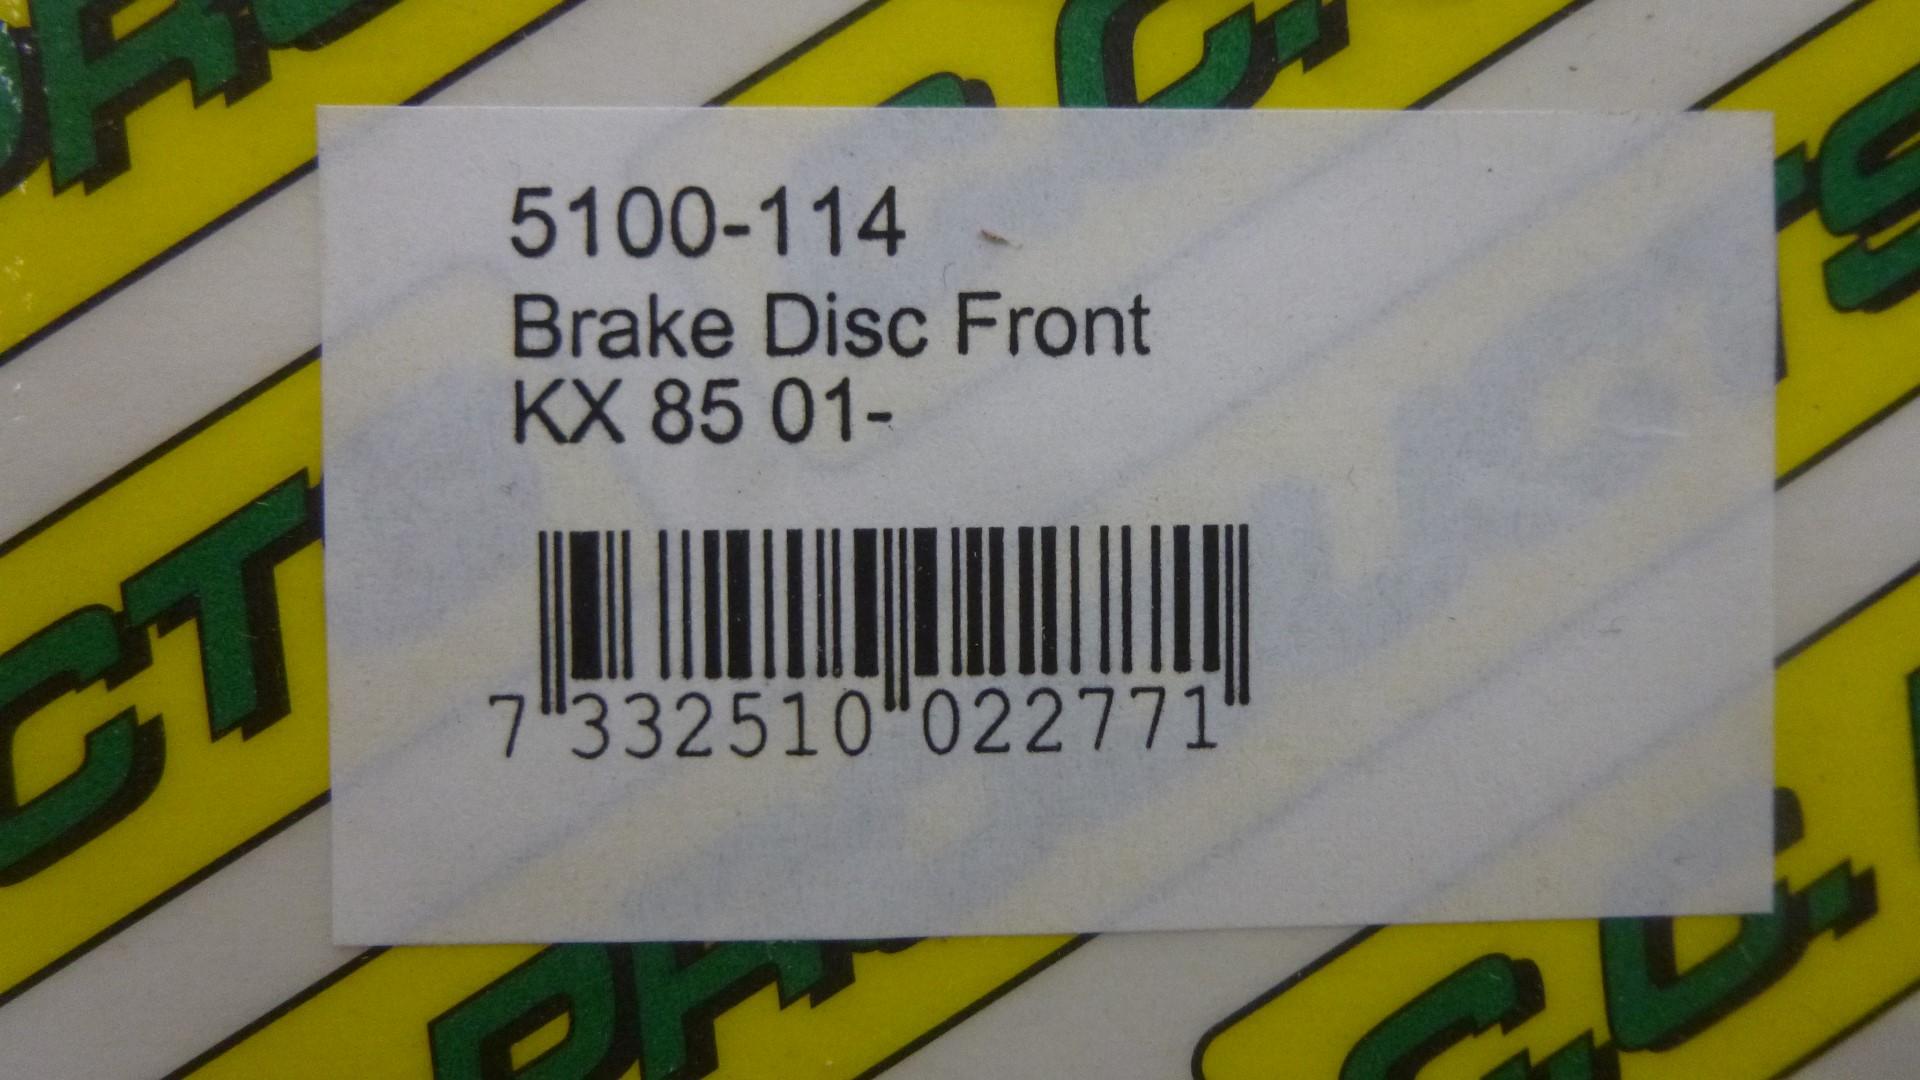 5100-114
Brake Disc Front
KX 85 01-
7 332510 022771